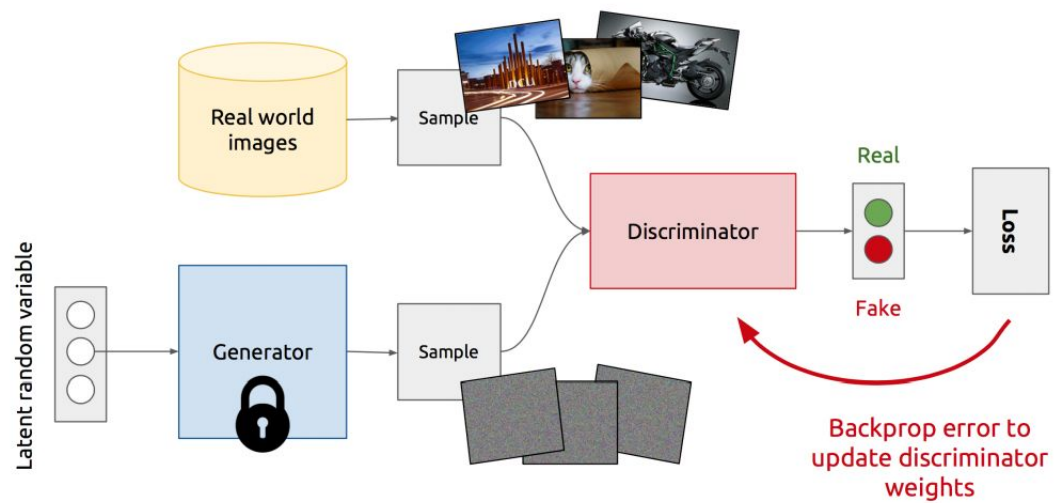 Real world
images
Sample
DCU
Real
Discriminator
Loss
Fake
Latent random variable
Generator
Sample
Backprop error to
update discriminator
weights